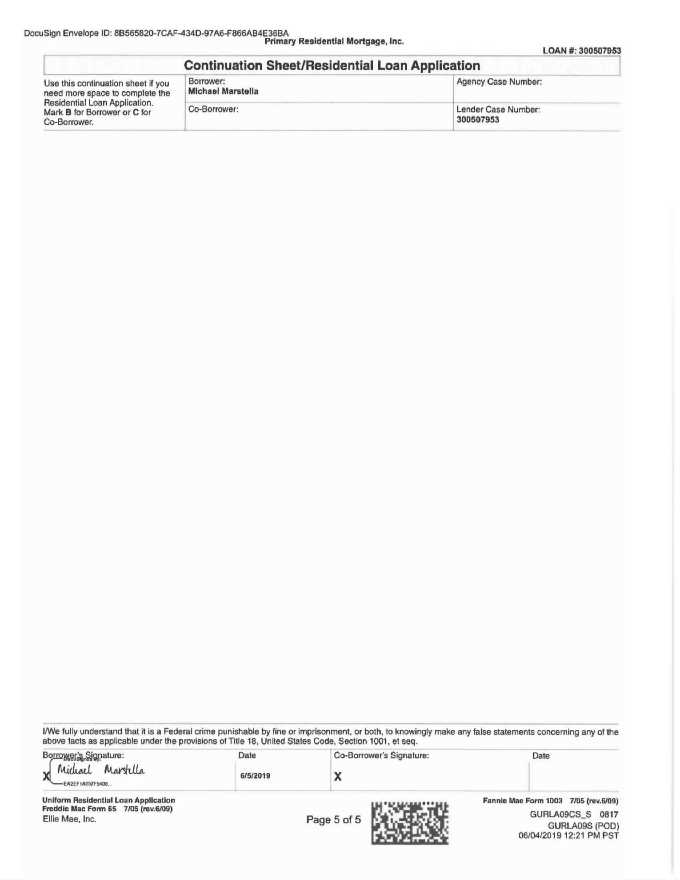 DocuSign Envelope ID: 8B565820-7CAF-434D-97A6-F866AB4E36BA
Primary Residential Mortgage, Inc.
LOAN #: 300507953
Continuation Sheet/Residential Loan Application
Use this continuation sheet if you
need more space to complete the
Residential Loan Application.
Mark B for Borrower or C for
Co-Borrower.
Borrower:
Michael Marstella
Agency Case Number:
Co-Borrower:
Lender Case Number:
300507953
I/We fully understand that it is a Federal crime punishable by fine or imprisonment, or both, to knowingly make any false statements concerning any of the
above facts as applicable under the provisions of Title 18, United States Code, Section 1001, et seq.
Borrower's Signature:
Date
Co-Borrower's Signature:
Date
X Michael Marstella
6/5/2019
X
Uniform Residential Loan Application
Freddie Mac Form 65 7/05 (rev.6/09)
Ellie Mae, Inc.
Page 5 of 5
Fannie Mae Form 1003 7/05 (rev.6/09)
GURLA09CS_S 0817
GURLA09S (POD)
06/04/2019 12:21 PM PST